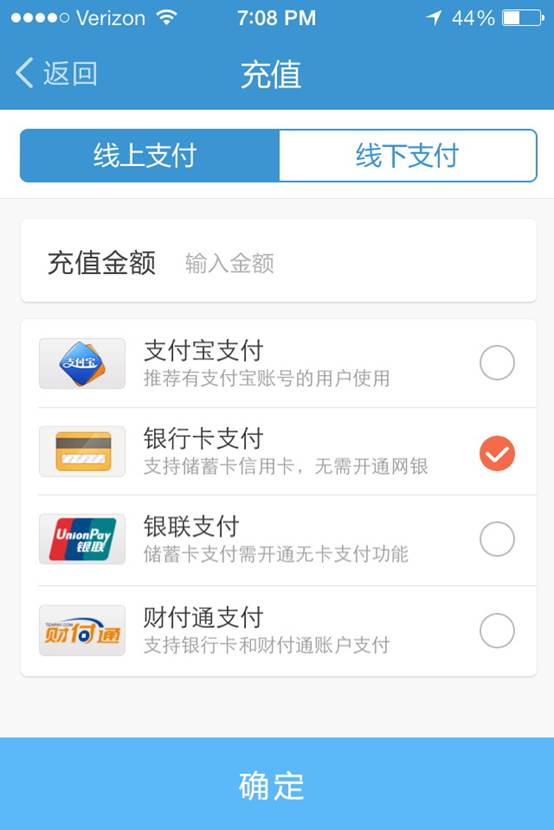 Verizon 7:08 PM 44%
返回 充值
线上支付 线下支付
充值金额 输入金额
支付宝
支付宝支付
推荐有支付宝账号的用户使用
银行卡支付
支持储蓄卡信用卡，无需开通网银
UnionPay
银联
银联支付
储蓄卡支付需开通无卡支付功能
TENPAY.COM
财付通
财付通支付
支持银行卡和财付通账户支付
确定